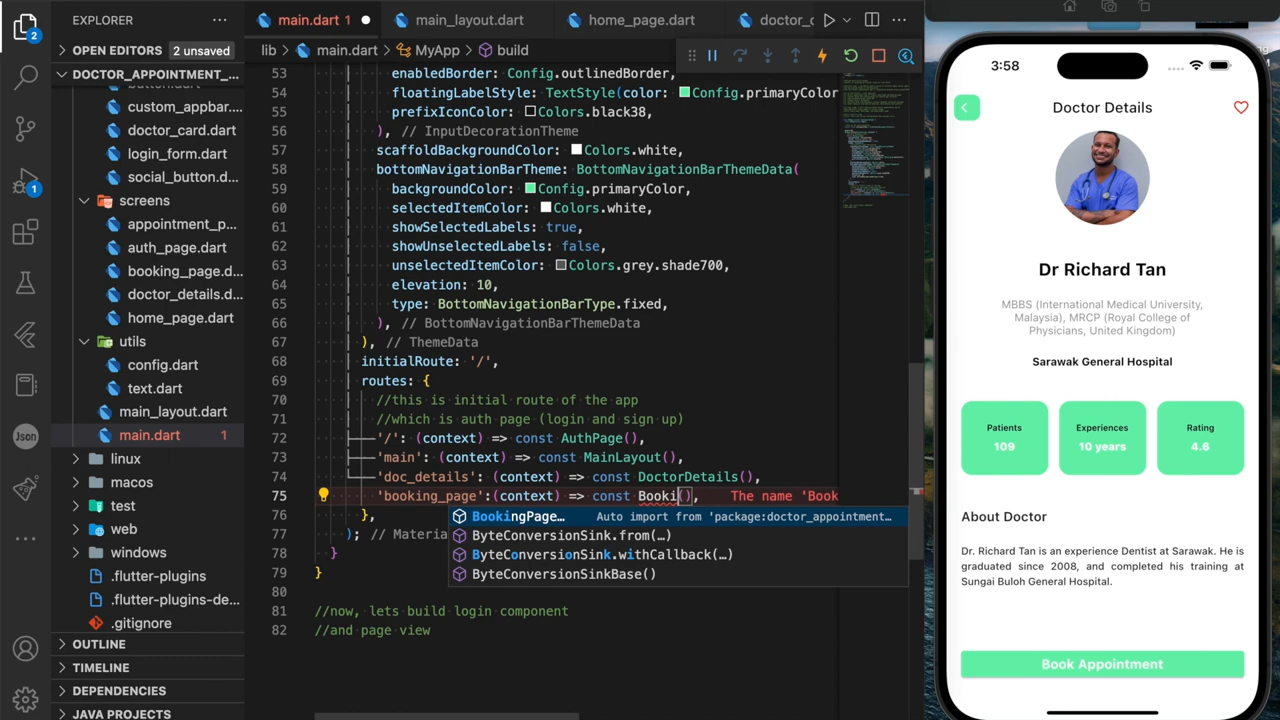 EXPLORER
main.dart 1
main_layout.dart
home_page.dart
doctor_c
2
OPEN EDITORS
2 unsaved
lib
main.dart
MyApp
build
DOCTOR_APPOINTMENT_...
custom_appbar....
doctor_card.dart
login_form.dart
social_button.d...
screens
appointment_p...
auth_page.dart
booking_page.d...
doctor_details.d...
home_page.dart
utils
config.dart
text.dart
main_layout.dart
main.dart
1
linux
macos
test
web
windows
.flutter-plugins
.flutter-plugins-de...
.gitignore
OUTLINE
TIMELINE
DEPENDENCIES
JAVA PROJECTS
1
Json
53 enabledBorder: Config.outlinedBorder,
54 floatingLabelStyle: TextStyle(color: Config.primaryColor
55 prefixIconColor: Colors.black38,
56 ), // InputDecorationTheme
57 scaffoldBackgroundColor: Colors.white,
58 bottomNavigationBarTheme: BottomNavigationBarThemeData(
59 backgroundColor: Config.primaryColor,
60 selectedItemColor: Colors.white,
61 showSelectedLabels: true,
62 showUnselectedLabels: false,
63 unselectedItemColor: Colors.grey.shade700,
64 elevation: 10,
65 type: BottomNavigationBarType.fixed,
66 ), // BottomNavigationBarThemeData
67 ),
68 initialRoute: '/',
69 routes: {
70 //this is initial route of the app
71 //which is auth page (login and sign up)
72 '/': (context) => const AuthPage(),
73 'main': (context) => const MainLayout(),
74 'doc_details': (context) => const DoctorDetails(),
75 'booking_page': (context) => const Booki(), The name 'Book
76 },
77 ); // Materia
78 }
79 }
81 //now, lets build login component
82 //and page view
BookingPage… Auto import from 'package:doctor_appointment…
ByteConversionSink.from(…)
ByteConversionSink.withCallback(…)
ByteConversionSinkBase()
3:58
Doctor Details
Dr Richard Tan
MBBS (International Medical University,
Malaysia), MRCP (Royal College of
Physicians, United Kingdom)
Sarawak General Hospital
Patients
109
Experiences
10 years
Rating
4.6
About Doctor
Dr. Richard Tan is an experience Dentist at Sarawak. He is
graduated since 2008, and completed his training at
Sungai Buloh General Hospital.
Book Appointment